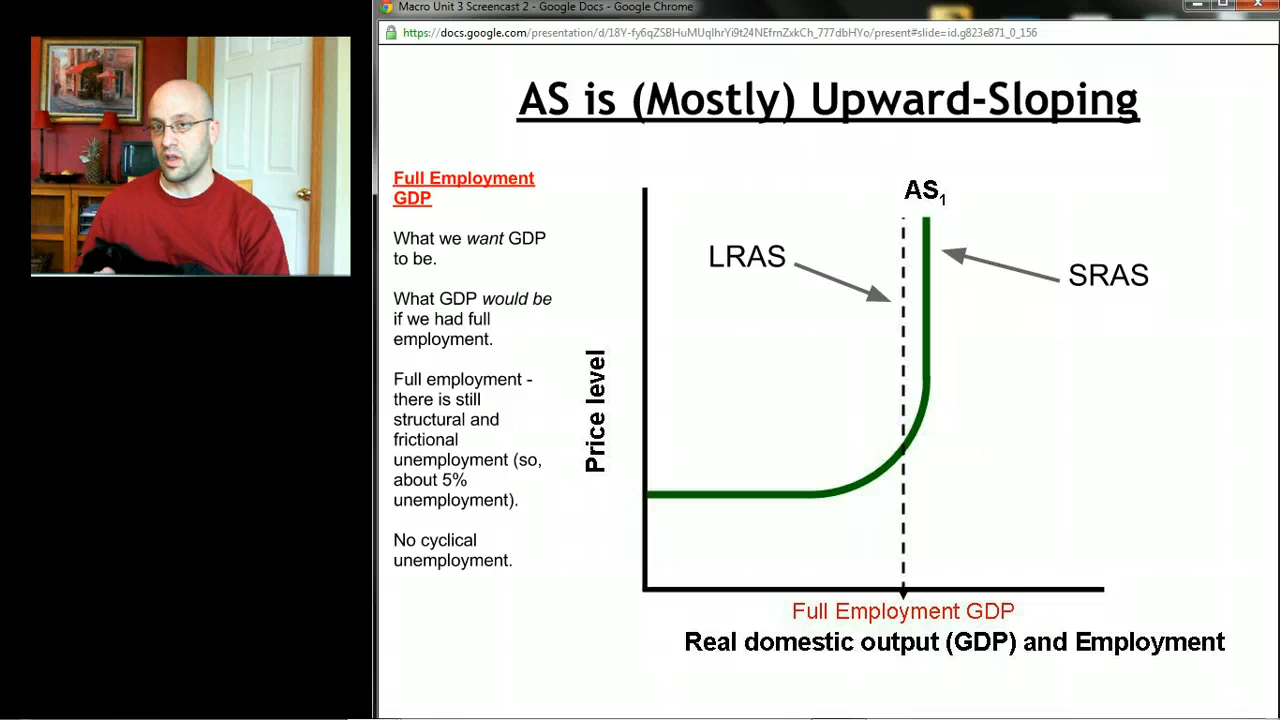 Macro Unit 3 Screencast 2 - Google Docs - Google Chrome
https://docs.google.com/presentation/d/18Y-fy6qZSBHuMUqIhrYi9t24NEfrnZxkCh_777dbHYo/present#slide=id.g823e871_0_156
AS is (Mostly) Upward-Sloping
Full Employment
GDP
What we want GDP
to be.
What GDP would be
if we had full
employment.
Full employment -
there is still
structural and
frictional
unemployment (so,
about 5%
unemployment).
No cyclical
unemployment.
Price level
AS1
LRAS
SRAS
Full Employment GDP
Real domestic output (GDP) and Employment